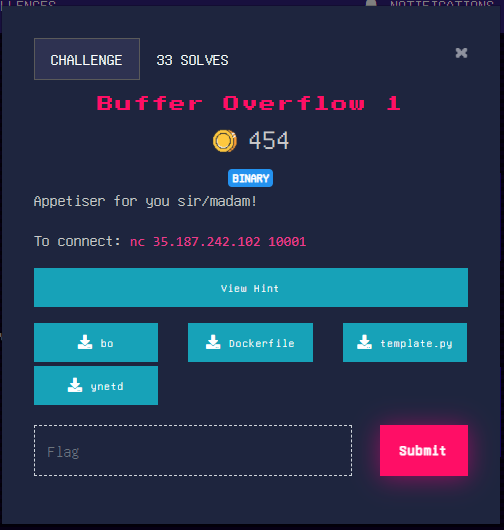 LLENGES
NOTIFICATIONS
CHALLENGE
33 SOLVES
×
Buffer Overflow 1
454
BINARY
Appetiser for you sir/madam!
To connect: nc 35.187.242.102 10001
View Hint
bo
Dockerfile
template.py
ynetd
Flag
Submit